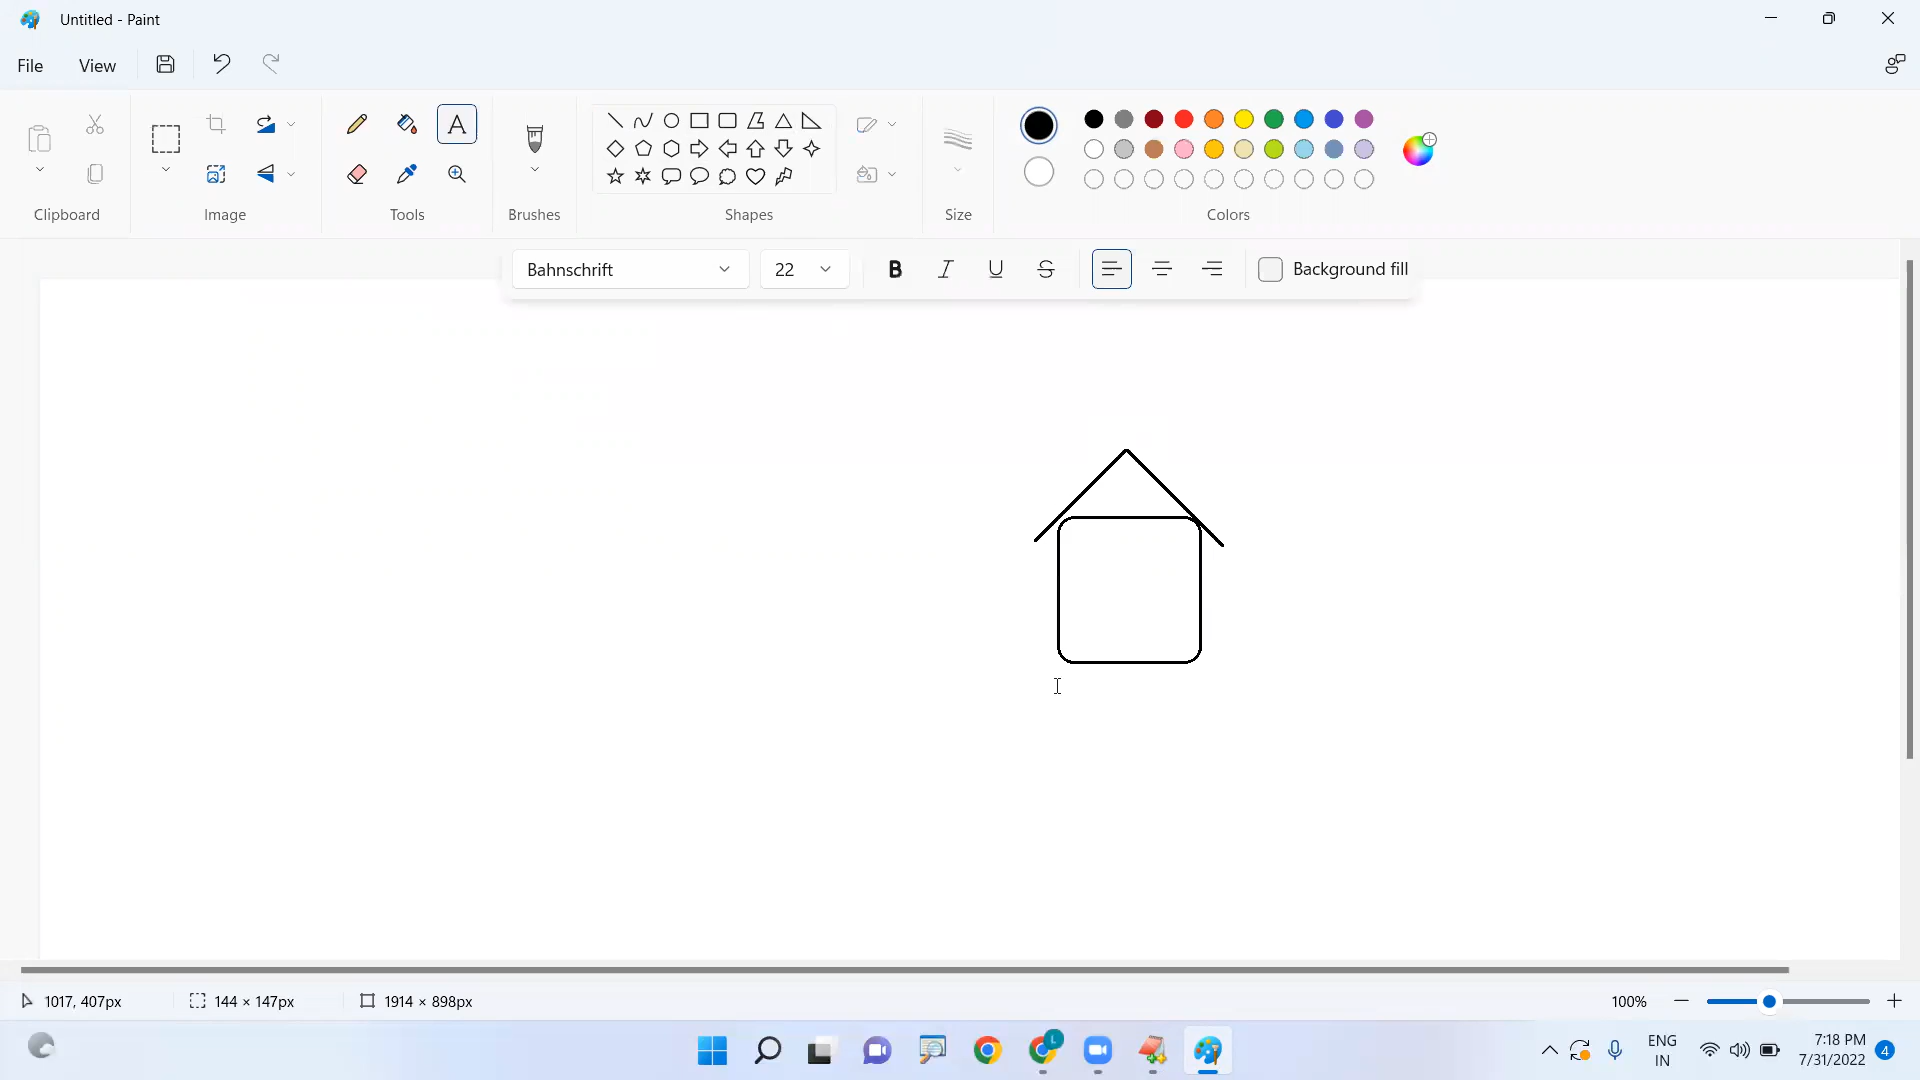 Untitled - Paint
File View
A
Clipboard Image Tools Brushes Shapes Size Colors
Bahnschrift 22 B I U S Background fill
1017, 407px 144 × 147px 1914 × 898px 100%
L
ENG
IN
7:18 PM
7/31/2022
4